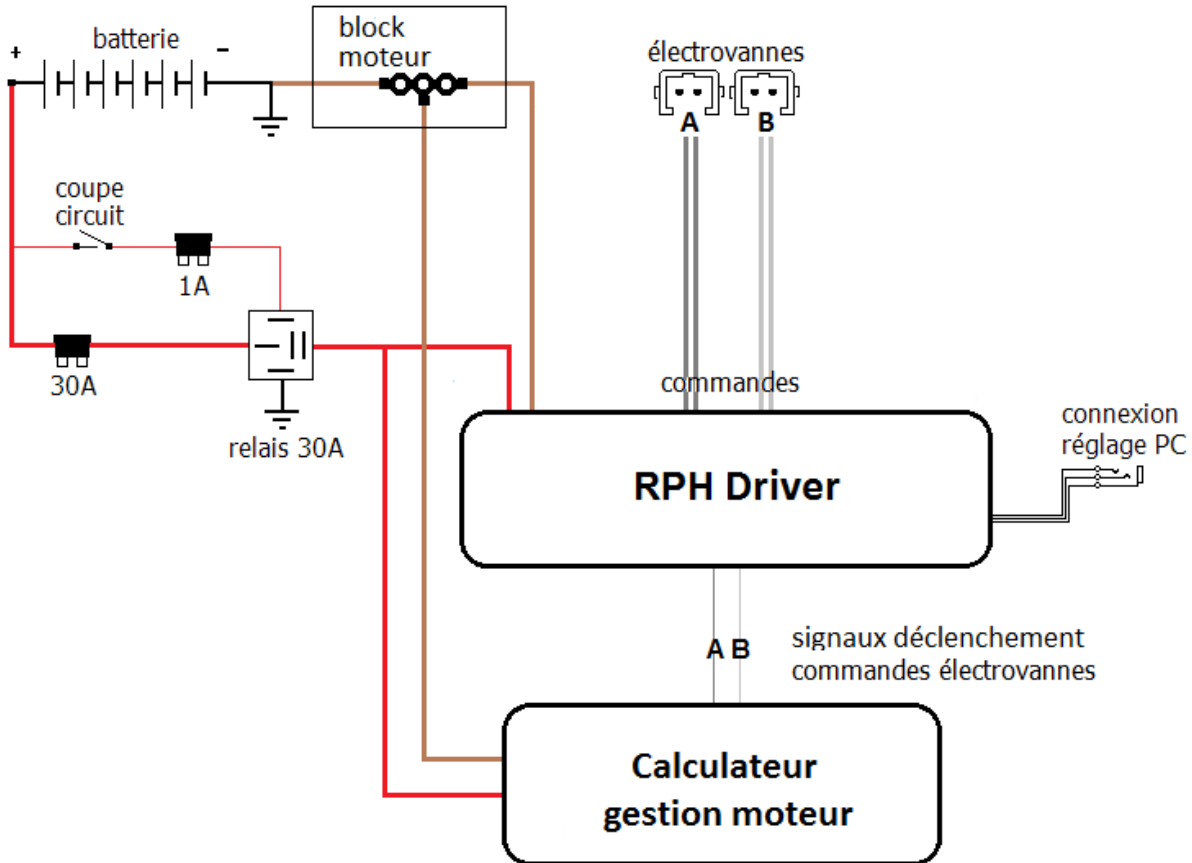 + batterie -
block
moteur
électrovannes
A B
coupe
circuit
1A
30A
relais 30A
commandes
connexion
réglage PC
RPH Driver
A B
signaux déclenchement
commandes électrovannes
Calculateur
gestion moteur